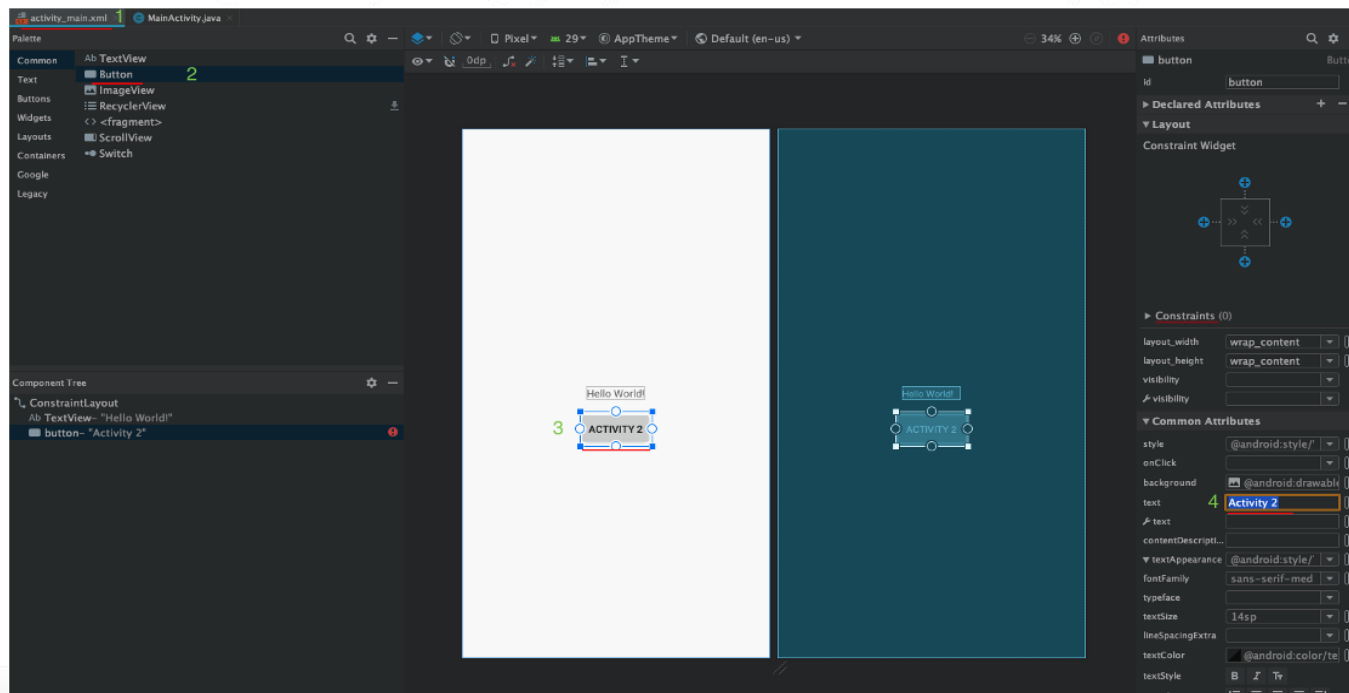 activity_main.xml 1 MainActivity.java
Palette
34%
Pixel 29 AppTheme Default (en-us)
Attributes
Common
Text
Buttons
Widgets
Layouts
Containers
Google
Legacy
Ab TextView
Button 2
ImageView
RecyclerView
<fragment>
ScrollView
Switch
0dp
button
id button
Declared Attributes
Layout
Constraint Widget
Constraints (0)
layout_width wrap_content
layout_height wrap_content
visibility
visibility
Common Attributes
style @android:style/
onClick
background @android:drawabl
text 4 Activity 2
text
contentDescripti...
textAppearance @android:style/
fontFamily sans-serif-med
typeface
textSize 14sp
lineSpacingExtra
textColor @android:color/te
textStyle B I Tr
Hello World!
3 ACTIVITY 2
Hello World!
ACTIVITY 2
Component Tree
ConstraintLayout
Ab TextView- "Hello World!"
button- "Activity 2"